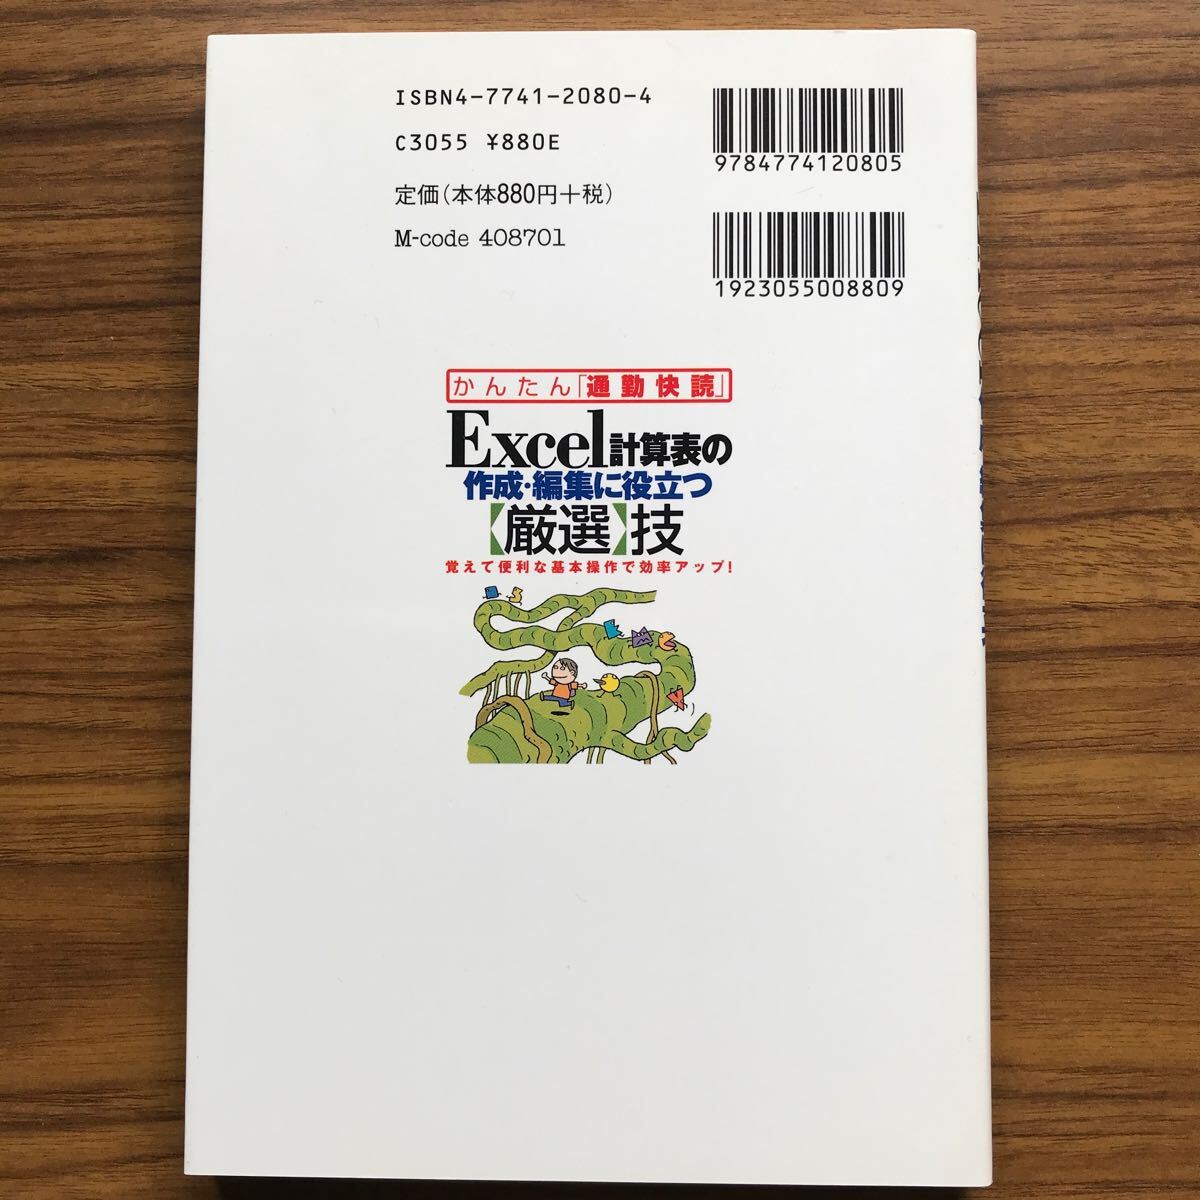 ISBN4-7741-2080-4
C3055 ¥880E
定価(本体880円+税)
M-code 408701
9784774120805
1923055008809
かんたん「通勤快読」
Excel計算表の
作成・編集に役立つ
【厳選】技
覚えて便利な基本操作で効率アップ!